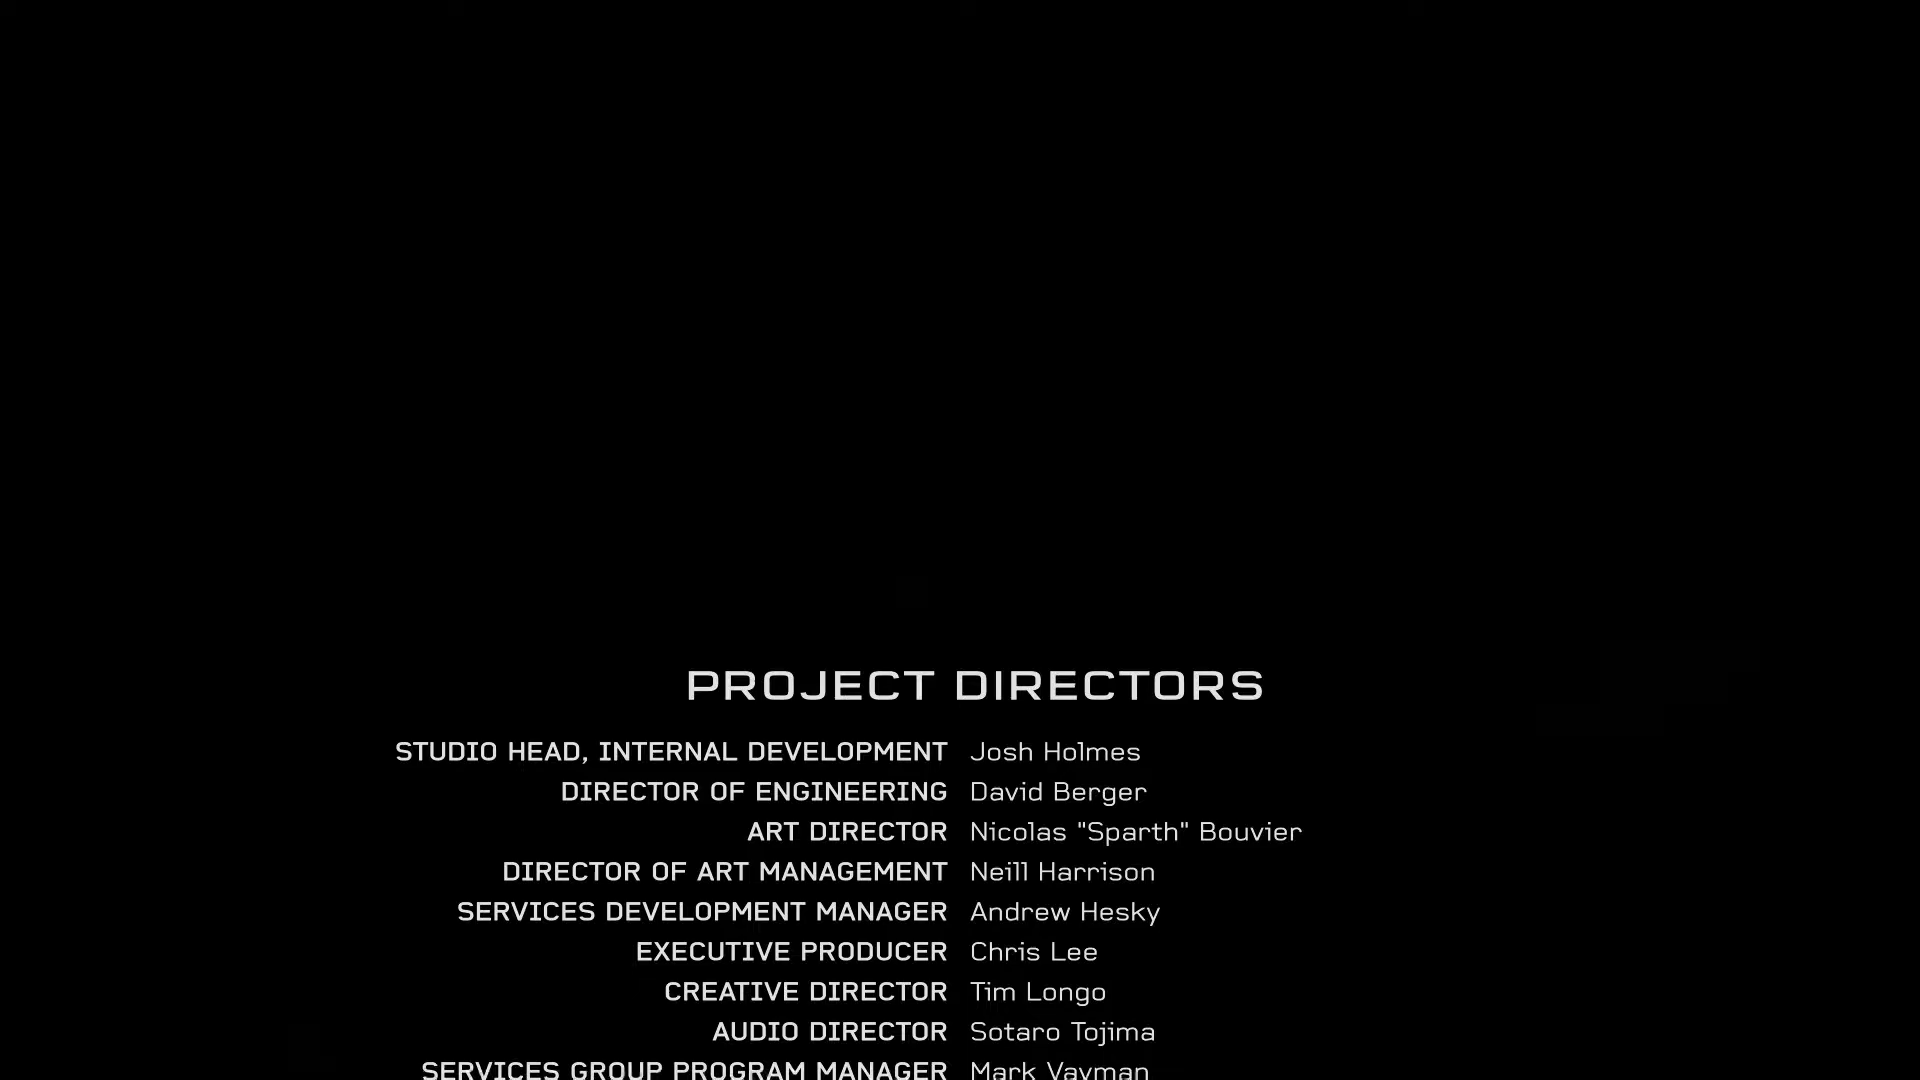 PROJECT DIRECTORS
STUDIO HEAD, INTERNAL DEVELOPMENT Josh Holmes
DIRECTOR OF ENGINEERING David Berger
ART DIRECTOR Nicolas "Sparth" Bouvier
DIRECTOR OF ART MANAGEMENT Neill Harrison
SERVICES DEVELOPMENT MANAGER Andrew Hesky
EXECUTIVE PRODUCER Chris Lee
CREATIVE DIRECTOR Tim Longo
AUDIO DIRECTOR Sotaro Tojima
SERVICES GROUP PROGRAM MANAGER Mark Vayman